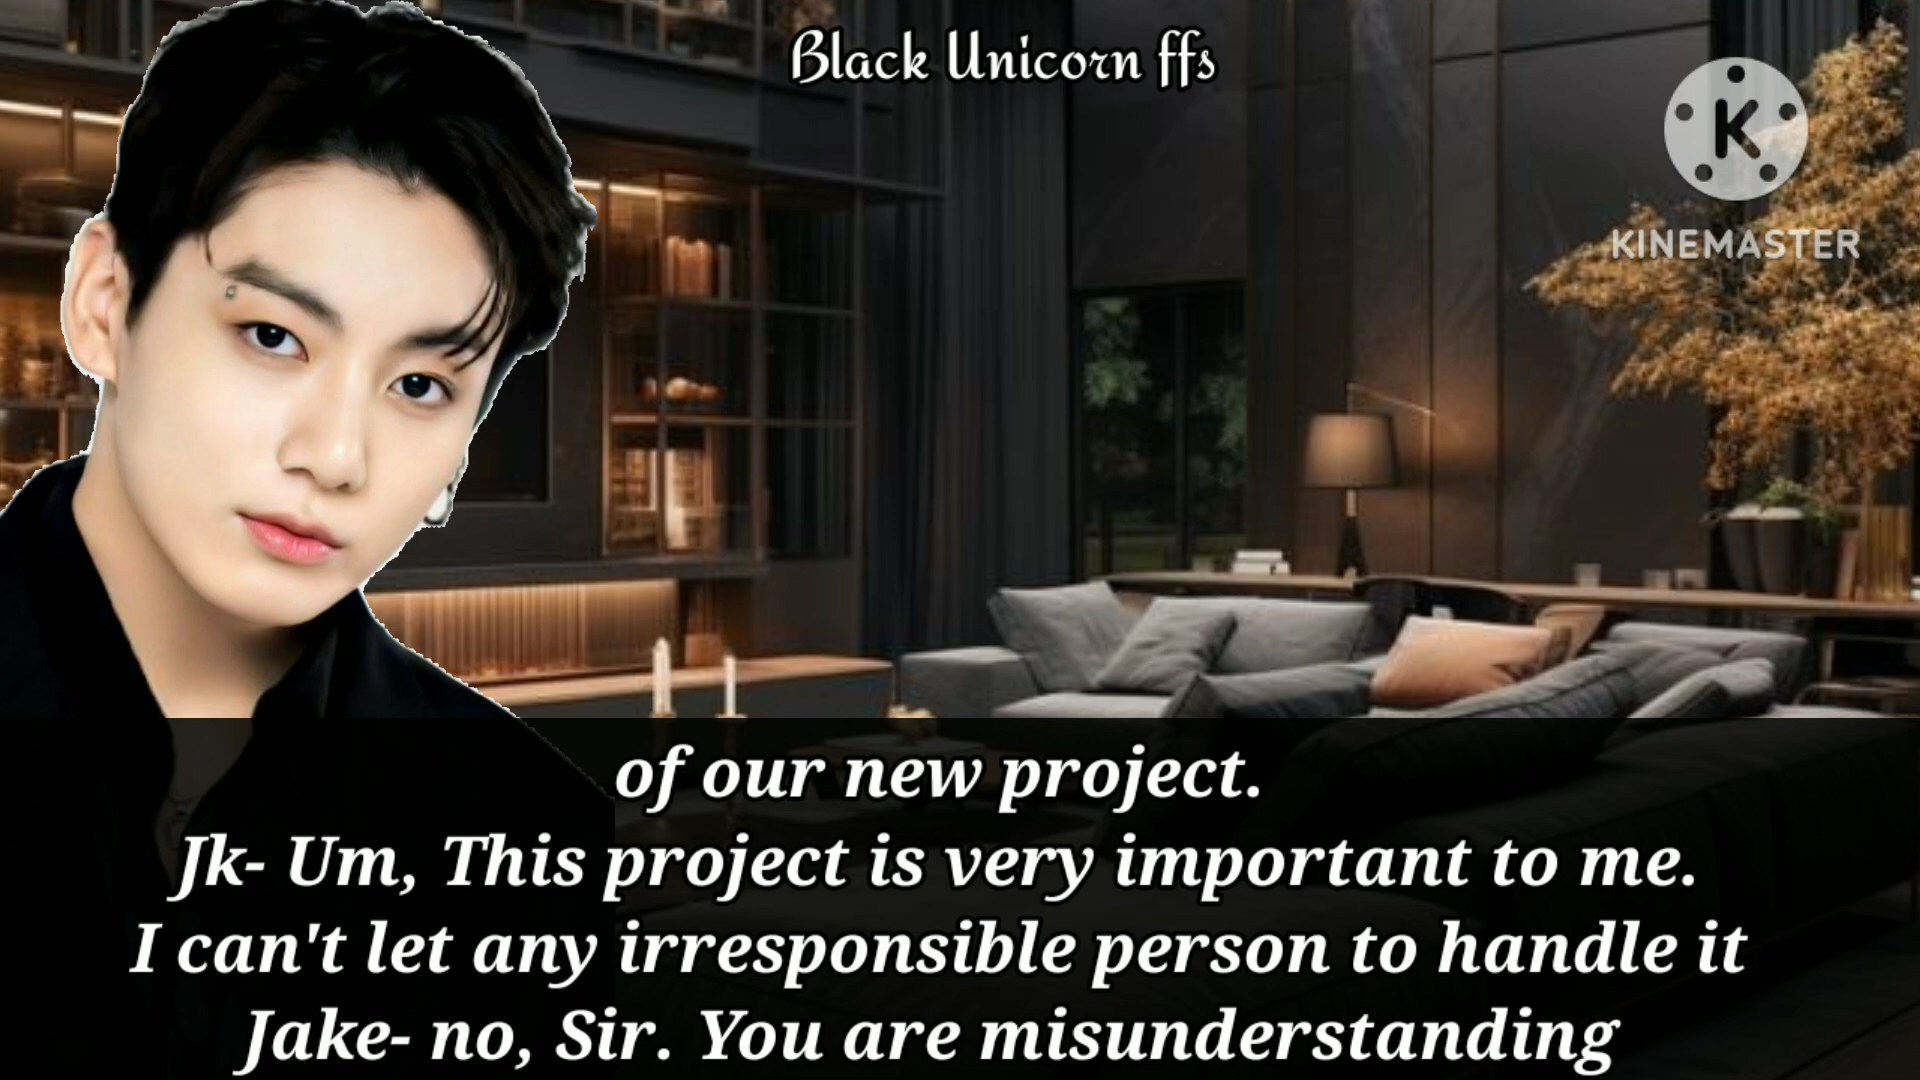 Black Unicorn ffs
K
KINEMASTER
of our new project.
Jk- Um, This project is very important to me.
I can't let any irresponsible person to handle it
Jake- no, Sir. You are misunderstanding